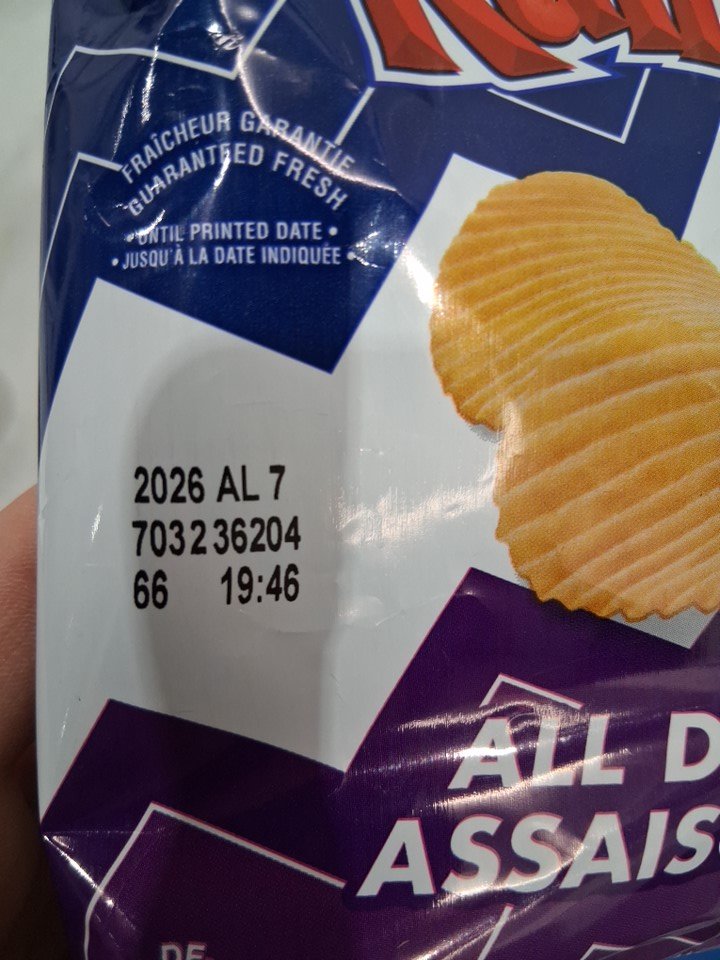 FRAÎCHEUR GARANTIE
GUARANTEED FRESH
• UNTIL PRINTED DATE •
• JUSQU'À LA DATE INDIQUÉE •
2026 AL 7
703236204
66 19:46
ALL D
ASSAIS
DE